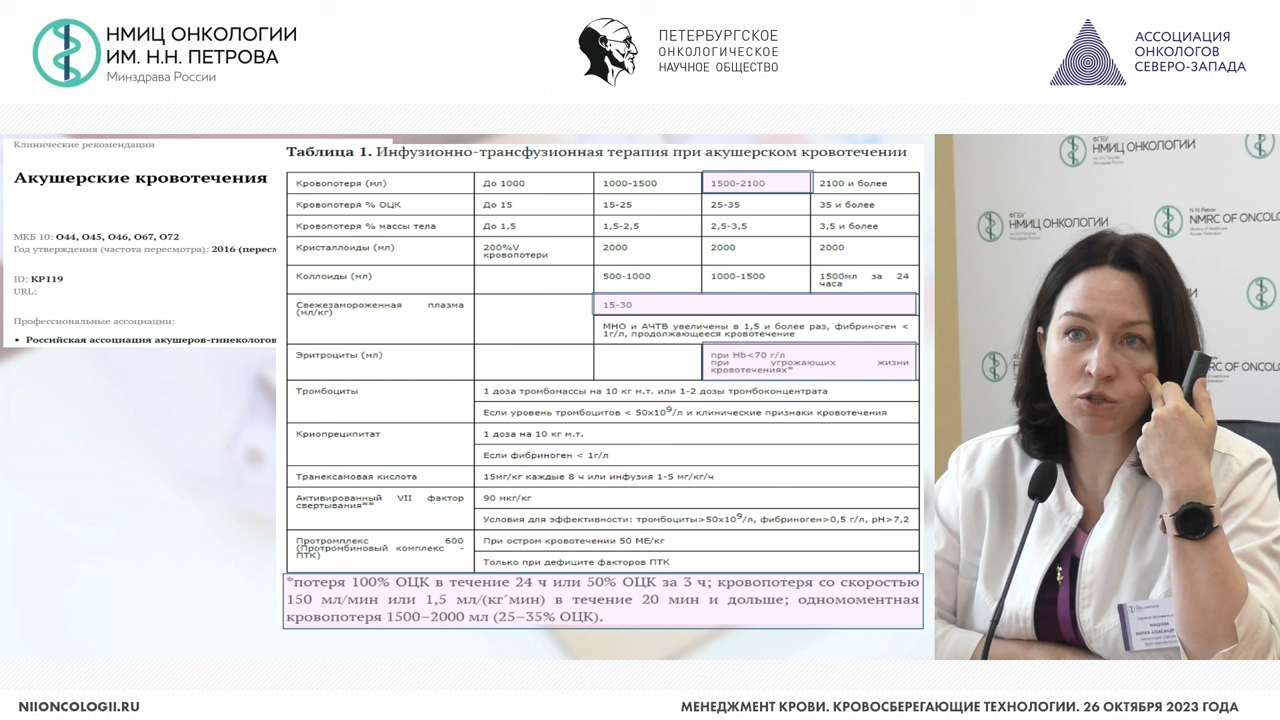 НМИЦ ОНКОЛОГИИ
ИМ. Н.Н. ПЕТРОВА
Минздрава России
ПЕТЕРБУРГСКОЕ
ОНКОЛОГИЧЕСКОЕ
НАУЧНОЕ ОБЩЕСТВО
АССОЦИАЦИЯ
ОНКОЛОГОВ
СЕВЕРО-ЗАПАДА
Клинические рекомендации
Акушерские кровотечения
МКБ 10: O44, O45, O46, O67, O72
Год утверждения (частота пересмотра): 2016 (пересм
ID: КР119
URL:
Профессиональные ассоциации:
• Российская ассоциация акушеров-гинекологов
Таблица 1. Инфузионно-трансфузионная терапия при акушерском кровотечении
Кровопотеря (мл) До 1000 1000-1500 1500-2100 2100 и более
Кровопотеря % ОЦК До 15 15-25 25-35 35 и более
Кровопотеря % массы тела До 1,5 1,5-2,5 2,5-3,5 3,5 и более
Кристаллоиды (мл) 200%V 2000 2000 2000
кровопотери
Коллоиды (мл) 500-1000 1000-1500 1500мл за 24
часа
Свежезамороженная плазма 15-30
(мл/кг)
МНО и АЧТВ увеличены в 1,5 и более раз, фибриноген <
1г/л, продолжающееся кровотечение
Эритроциты (мл) при Hb<70 г/л
при угрожающих жизни
кровотечениях*
Тромбоциты 1 доза тромбомассы на 10 кг м.т. или 1-2 дозы тромбоконцентрата
Если уровень тромбоцитов < 50х10⁹/л и клинические признаки кровотечения
Криопреципитат 1 доза на 10 кг м.т.
Если фибриноген < 1г/л
Транексамовая кислота 15мг/кг каждые 8 ч или инфузия 1-5 мг/кг/ч
Активированный VII фактор 90 мкг/кг
свертывания**
Условия для эффективности: тромбоциты>50х10⁹/л, фибриноген>0,5 г/л, pH>7,2
Протромплекс 600 При остром кровотечении 50 МЕ/кг
(Протромбиновый комплекс -
ПТК)
Только при дефиците факторов ПТК
*потеря 100% ОЦК в течение 24 ч или 50% ОЦК за 3 ч; кровопотеря со скоростью
150 мл/мин или 1,5 мл/(кг´мин) в течение 20 мин и дольше; одномоментная
кровопотеря 1500–2000 мл (25–35% ОЦК).
ФГБУ
НМИЦ ОНКОЛОГИИ
ФГБУ
НМИЦ ОНКОЛОГИИ
N.N. Petrov
NMRC OF ONCOL
RC OF ONCOLO
НМИЦ ОНКОЛОГИИ
NIIONCOLOGII.RU
МЕНЕДЖМЕНТ КРОВИ. КРОВОСБЕРЕГАЮЩИЕ ТЕХНОЛОГИИ. 26 ОКТЯБРЯ 2023 ГОДА